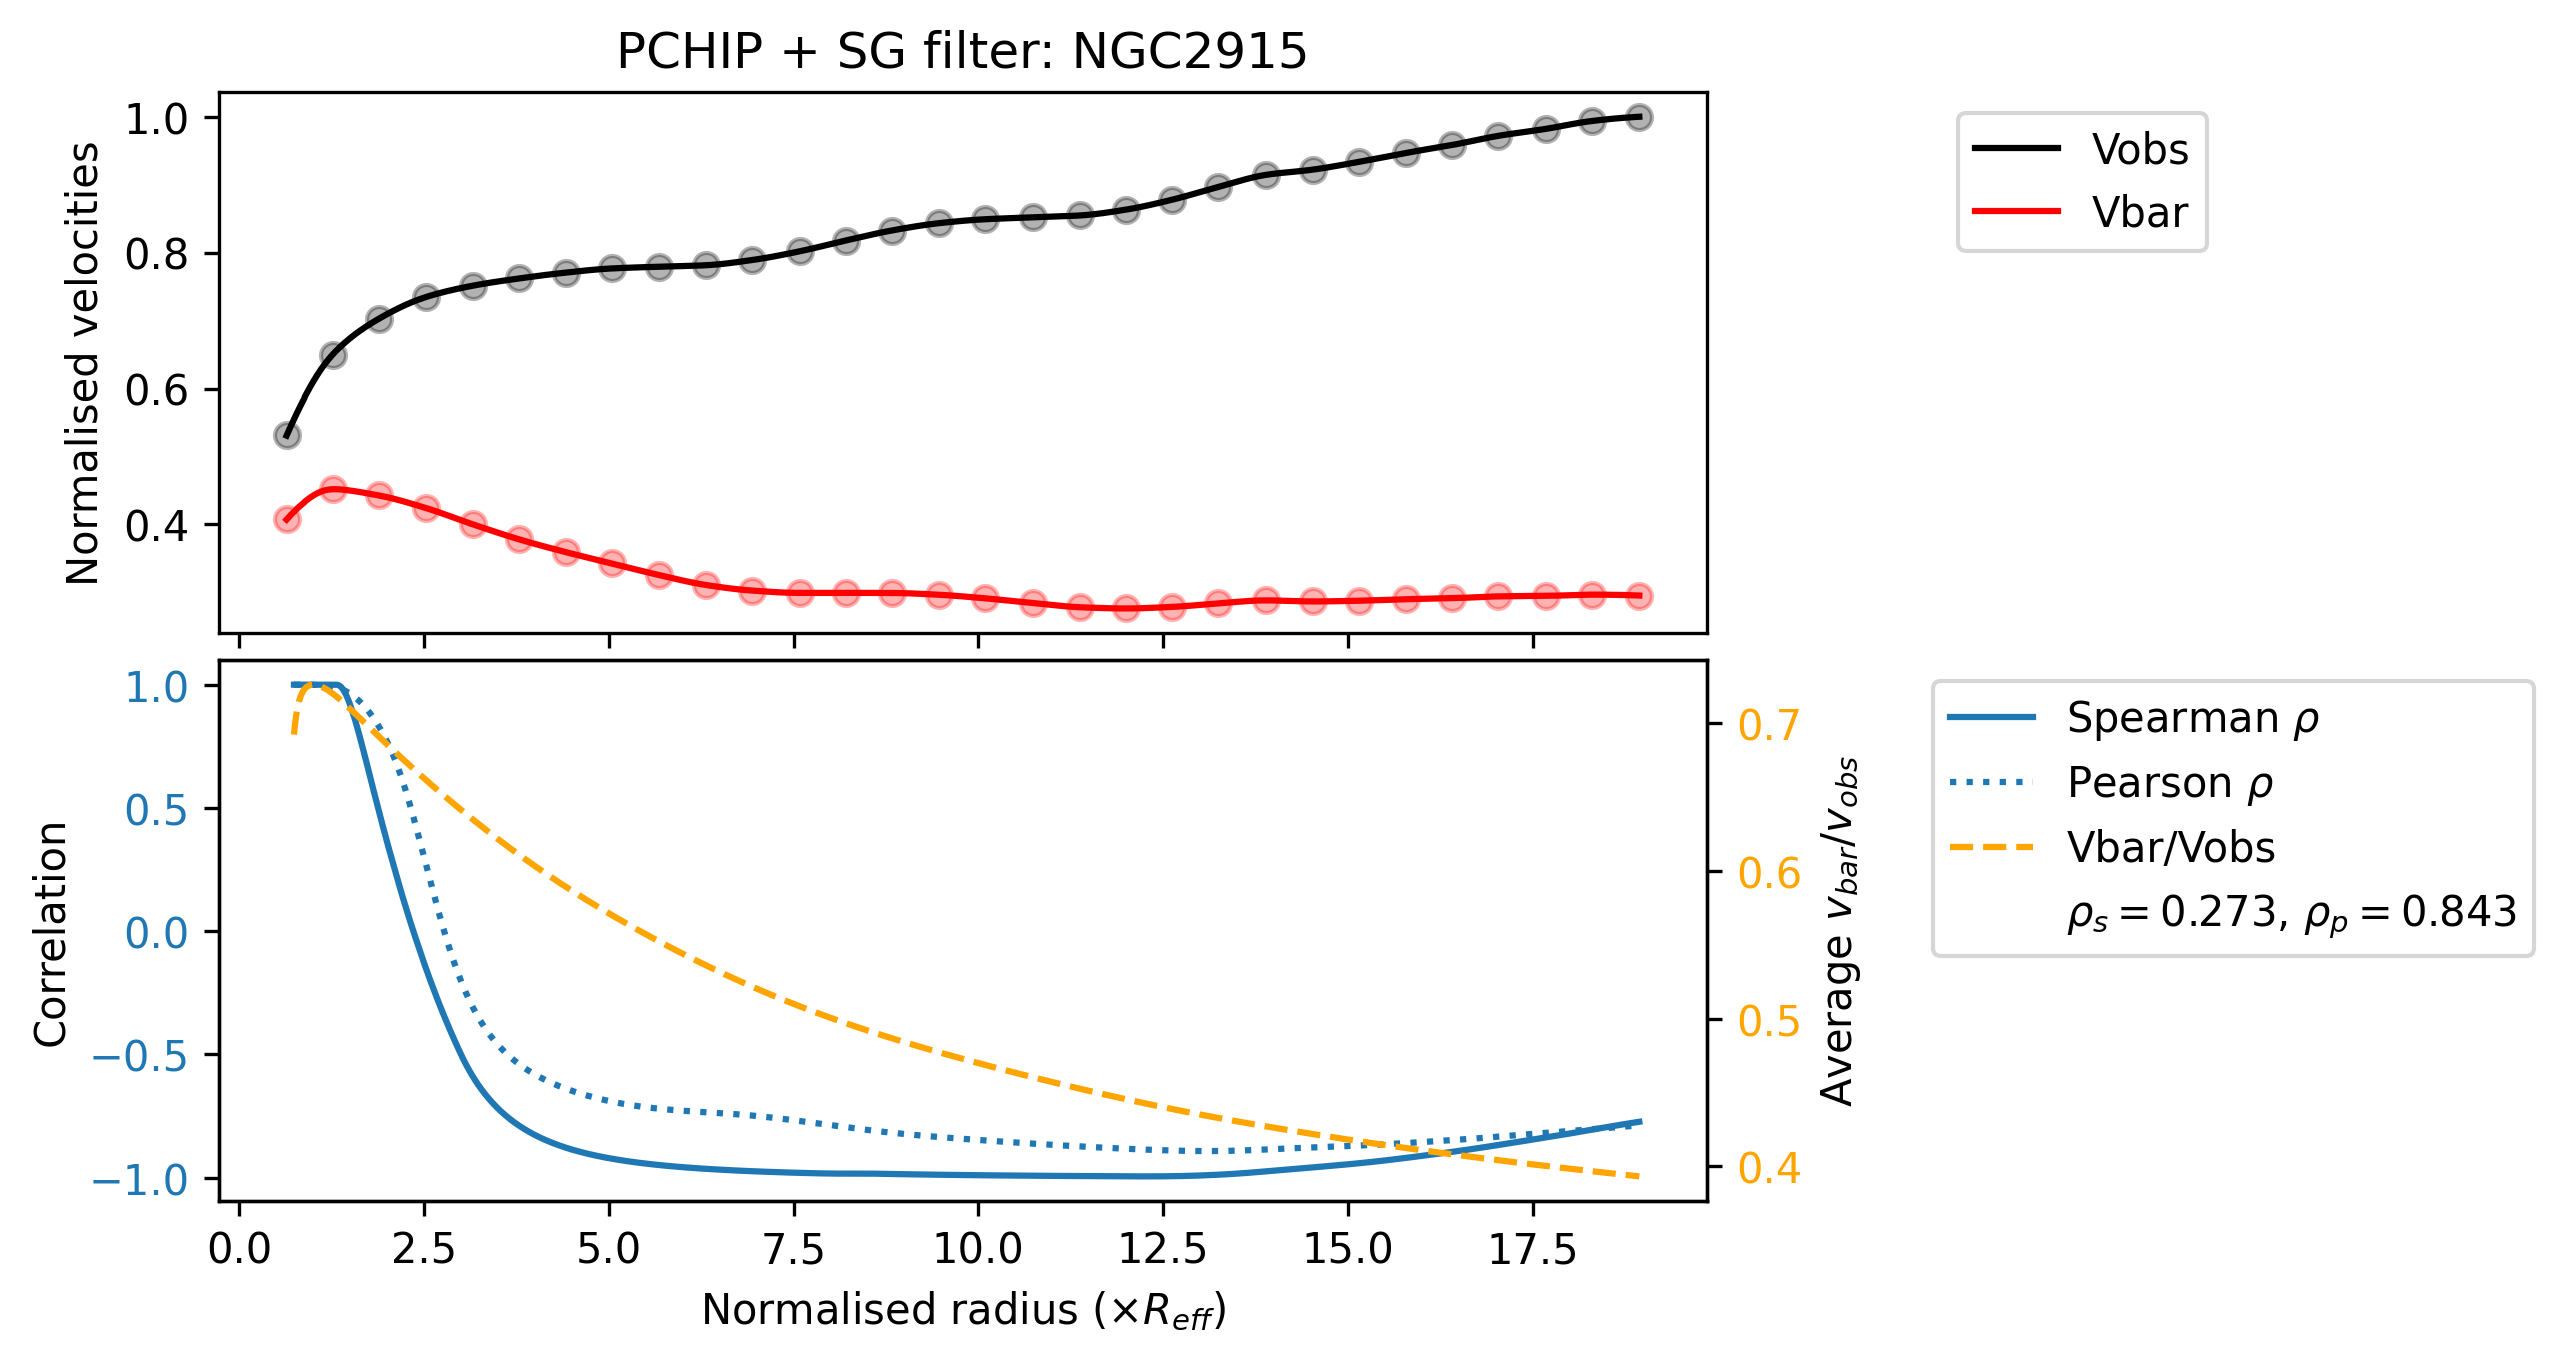 PCHIP + SG filter: NGC2915
Normalised velocities
1.0
0.8
0.6
0.4
Vobs
Vbar
Correlation
1.0
0.5
0.0
−0.5
−1.0
0.7
0.6
0.5
0.4
Average v_bar/v_obs
Spearman ρ
Pearson ρ
Vbar/Vobs
ρ_s = 0.273, ρ_p = 0.843
0.0 2.5 5.0 7.5 10.0 12.5 15.0 17.5
Normalised radius (×R_eff)